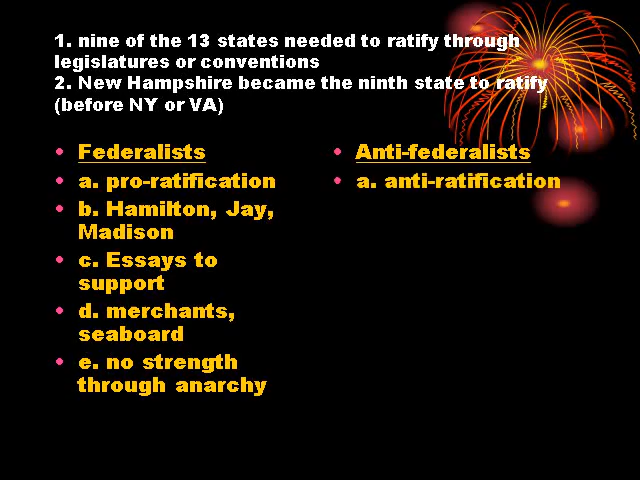 1. nine of the 13 states needed to ratify through
legislatures or conventions
2. New Hampshire became the ninth state to ratify
(before NY or VA)
• Federalists
• a. pro-ratification
• b. Hamilton, Jay,
Madison
• c. Essays to
support
• d. merchants,
seaboard
• e. no strength
through anarchy
• Anti-federalists
• a. anti-ratification